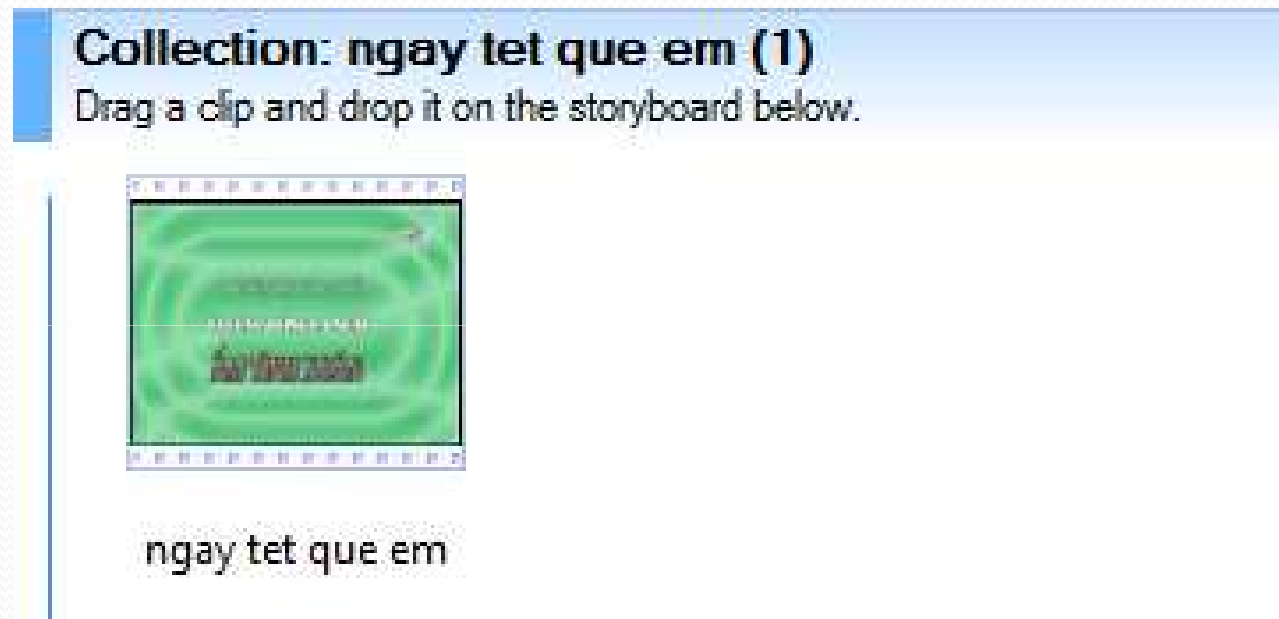 Collection: ngay tet que em (1)
Drag a clip and drop it on the storyboard below.
ngay tet que em